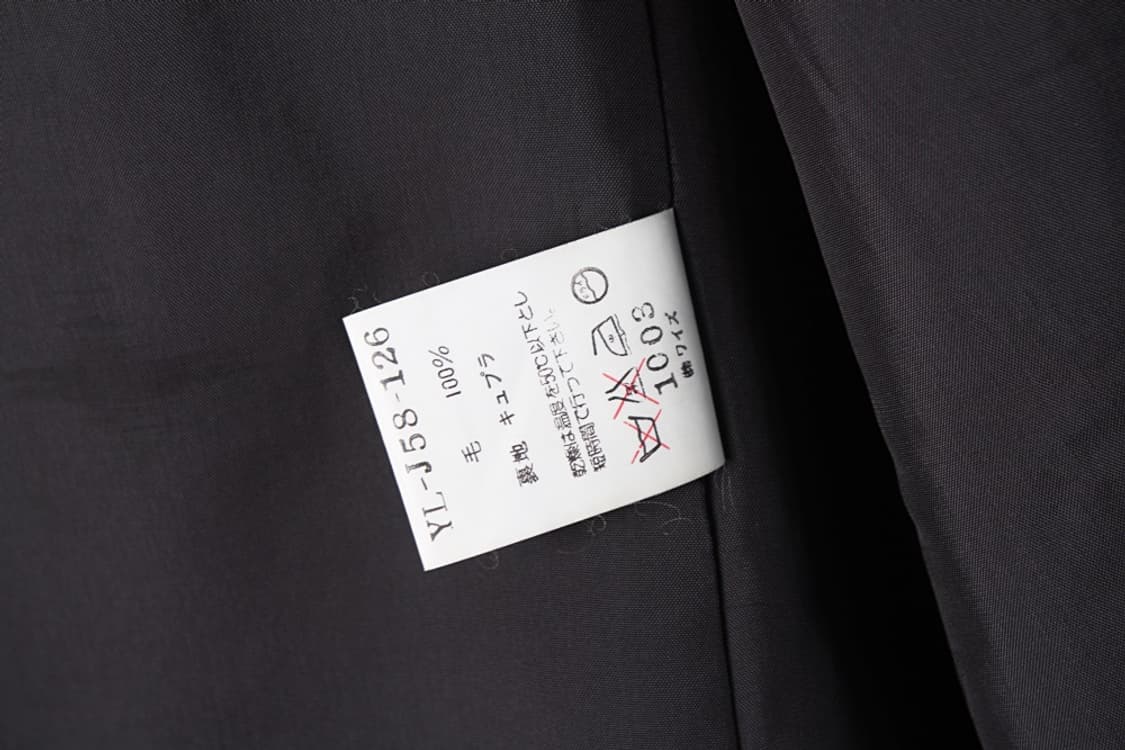 YL-J58-126
毛 100%
裏地 キュプラ
乾燥は温度を50℃以下とし
短時間で行って下さい。
1003
㈱ワイズ